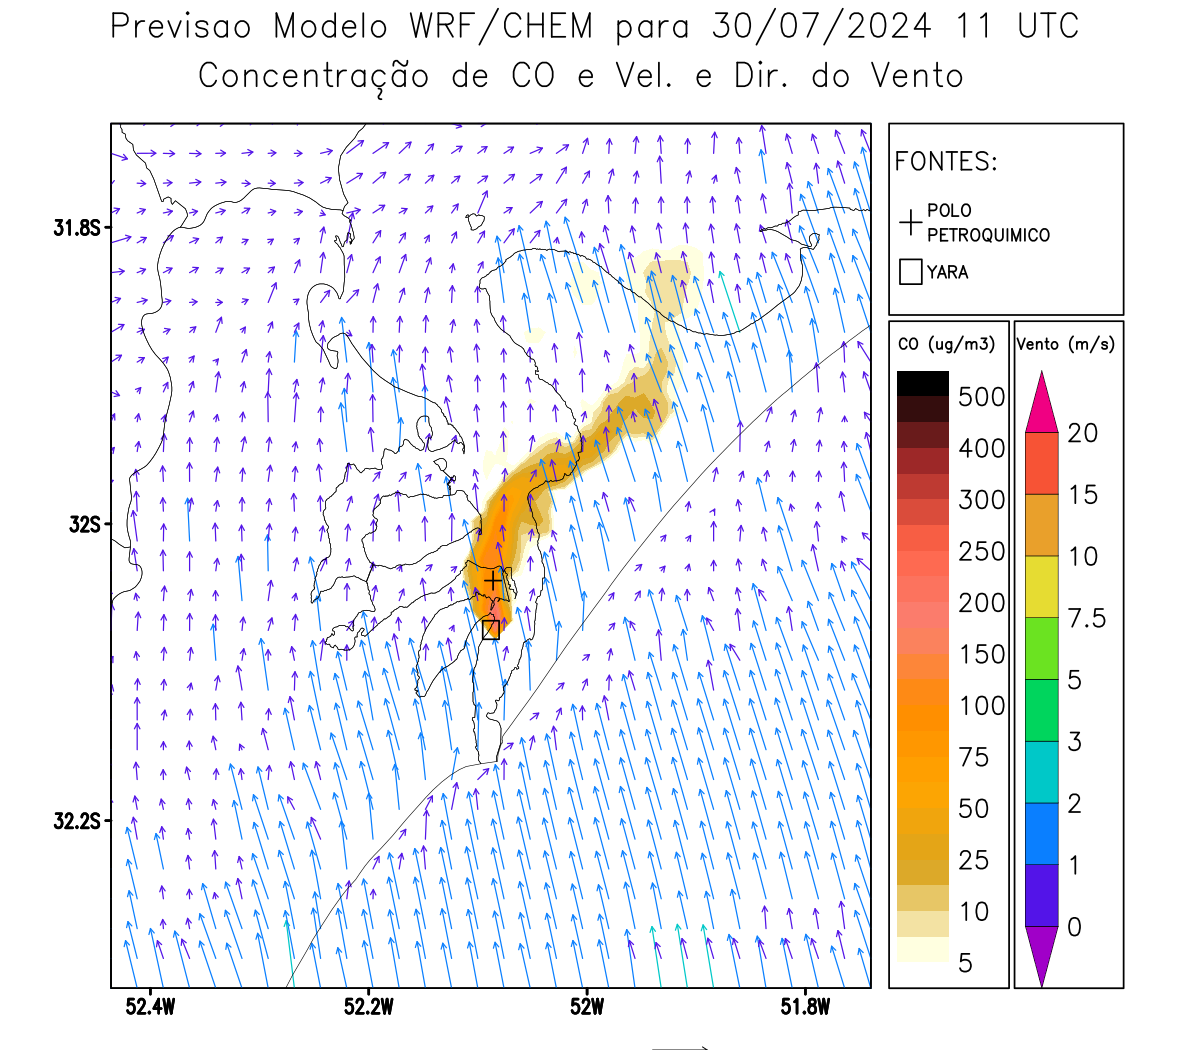 Previsao Modelo WRF/CHEM para 30/07/2024 11 UTC
Concentração de CO e Vel. e Dir. do Vento
FONTES:
POLO
PETROQUIMICO
YARA
CO (ug/m3)
500
400
300
250
200
150
100
75
50
25
10
5
Vento (m/s)
20
15
10
7.5
5
3
2
1
0
31.8S
32S
32.2S
52.4W
52.2W
52W
51.8W